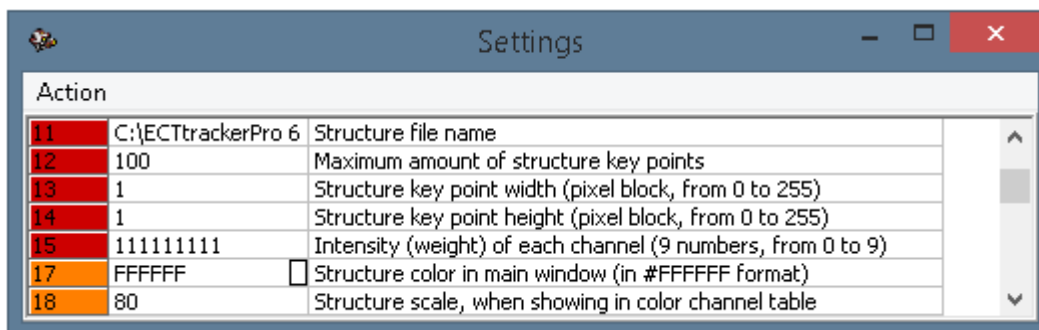 Settings
Action
11 C:\ECTtrackerPro 6 Structure file name
12 100 Maximum amount of structure key points
13 1 Structure key point width (pixel block, from 0 to 255)
14 1 Structure key point height (pixel block, from 0 to 255)
15 111111111 Intensity (weight) of each channel (9 numbers, from 0 to 9)
17 FFFFFF Structure color in main window (in #FFFFFF format)
18 80 Structure scale, when showing in color channel table